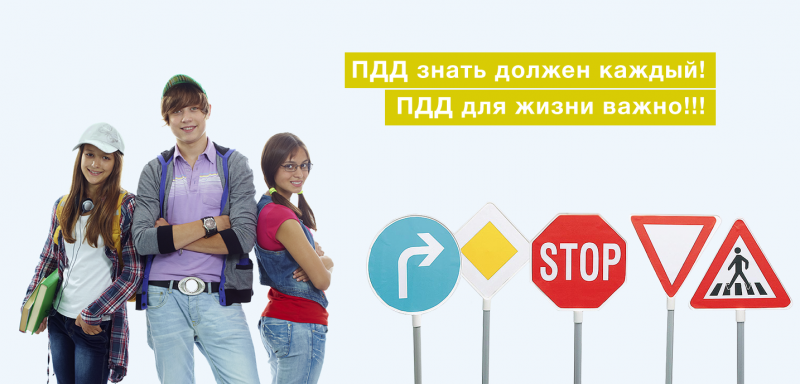 ПДД знать должен каждый!
ПДД для жизни важно!!!
STOP